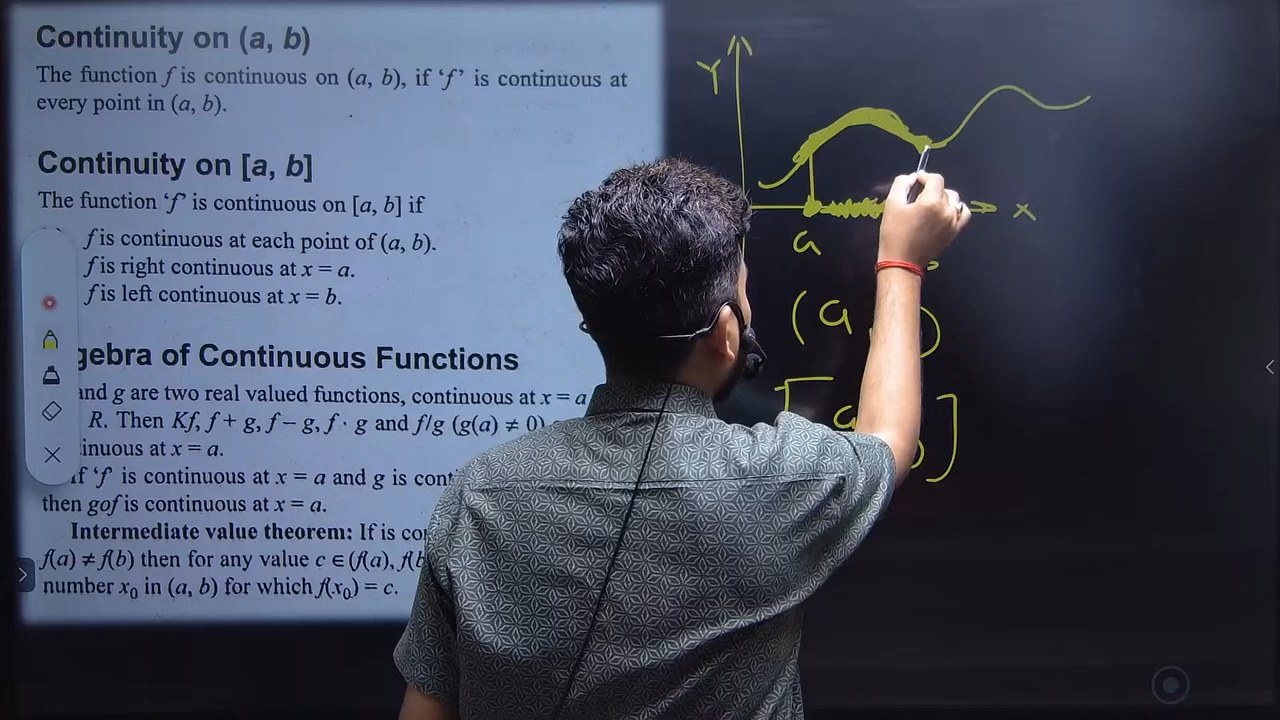 Continuity on (a, b)
The function f is continuous on (a, b), if ‘f’ is continuous at
every point in (a, b).
Continuity on [a, b]
The function ‘f’ is continuous on [a, b] if
f is continuous at each point of (a, b).
f is right continuous at x = a.
f is left continuous at x = b.
gebra of Continuous Functions
and g are two real valued functions, continuous at x = a
R. Then Kf, f + g, f − g, f · g and f/g (g(a) ≠ 0)
inuous at x = a.
If ‘f’ is continuous at x = a and g is cont
then gof is continuous at x = a.
Intermediate value theorem: If is con
f(a) ≠ f(b) then for any value c ∈ (f(a), f(b
number x₀ in (a, b) for which f(x₀) = c.
Y
X
a
(a, )
[a b]